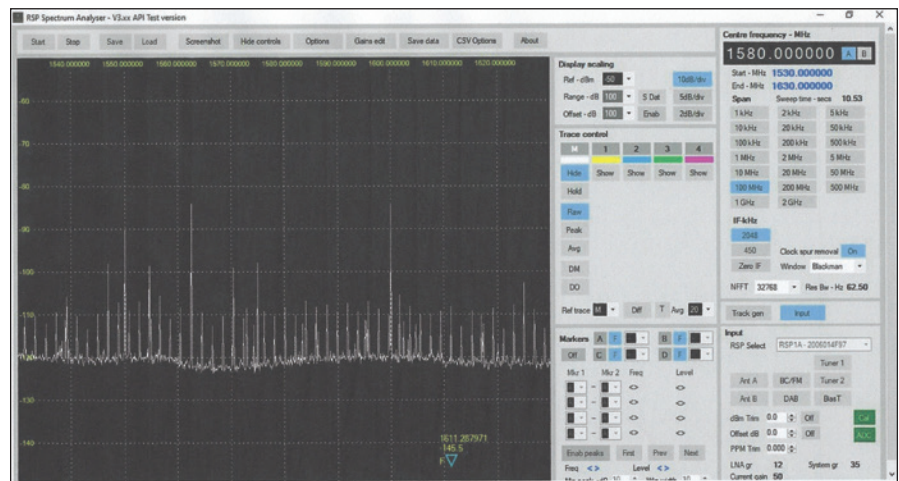 RSP Spectrum Analyser - V3.xx API Test version
Start Stop Save Load Screenshot Hide controls Options Gains edit Save data CSV Options About
1540.000000 1550.000000 1560.000000 1570.000000 1580.000000 1590.000000 1600.000000 1610.000000 1620.000000
-60
-80
-90
-100
-110
-120
-130
-140
1611.287971
-145.5
F
Display scaling
Ref - dBm -50 10dB/div
Range - dB 100 S Dat 5dB/div
Offset - dB 100 Enab 2dB/div
Trace control
M 1 2 3 4
Hide Show Show Show Show
Hold
Raw
Peak
Avg
DM
DO
Ref trace M Diff T Avg 20
Markers A F B F
Off C F D F
Mkr 1 Mkr 2 Freq Level
- <>  <>
- <>  <>
- <>  <>
- <>  <>
Enab peaks First Prev Next
Freq <> Level <>
Centre frequency - MHz
1580.000000 A B
Start - MHz 1530.000000
End - MHz 1630.000000
Span Sweep time - secs 10.53
1 kHz 2 kHz 5 kHz
10 kHz 20 kHz 50 kHz
100 kHz 200 kHz 500 kHz
1 MHz 2 MHz 5 MHz
10 MHz 20 MHz 50 MHz
100 MHz 200 MHz 500 MHz
1 GHz 2 GHz
IF-kHz
2048
450 Clock spur removal On
Zero IF Window Blackman
NFFT 32768 Res Bw - Hz 62.50
Track gen Input
Input
RSP Select RSP1A - 2006014F87
Tuner 1
Ant A BC/FM Tuner 2
Ant B DAB BiasT
dBm Trim 0.0 Off Cal
Offset dB 0.0 Off ADC
PPM Trim 0.000
LNA gr 12 System gr 35
Current gain 50